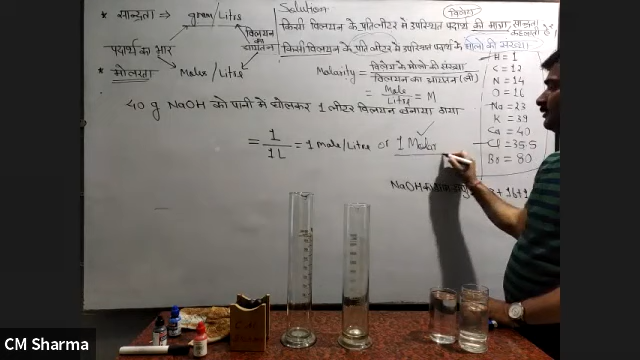 * सान्द्रता ⇒ gram/Litre
पदार्थ का भार
विलयन का आयतन
* मोलरता → Moles/Litre
Solution
(विलेय)
किसी विलयन के प्रति लीटर में उपस्थित पदार्थ की मात्रा, सान्द्रता कहलाती है
किसी विलयन के प्रति लीटर में उपस्थित पदार्थ के मोलों की संख्या
Molarity = विलेय के मोलों की संख्या / विलयन का आयतन (ली)
= Mole / Litre = M
40 g NaOH को पानी में घोलकर 1 लीटर विलयन बनाया गया
= 1 / 1L = 1 mole/Litre or 1 Molar
NaOH
H = 1
C = 12
N = 14
O = 16
Na = 23
K = 39
Ca = 40
Cl = 35.5
Br = 80
CM Sharma